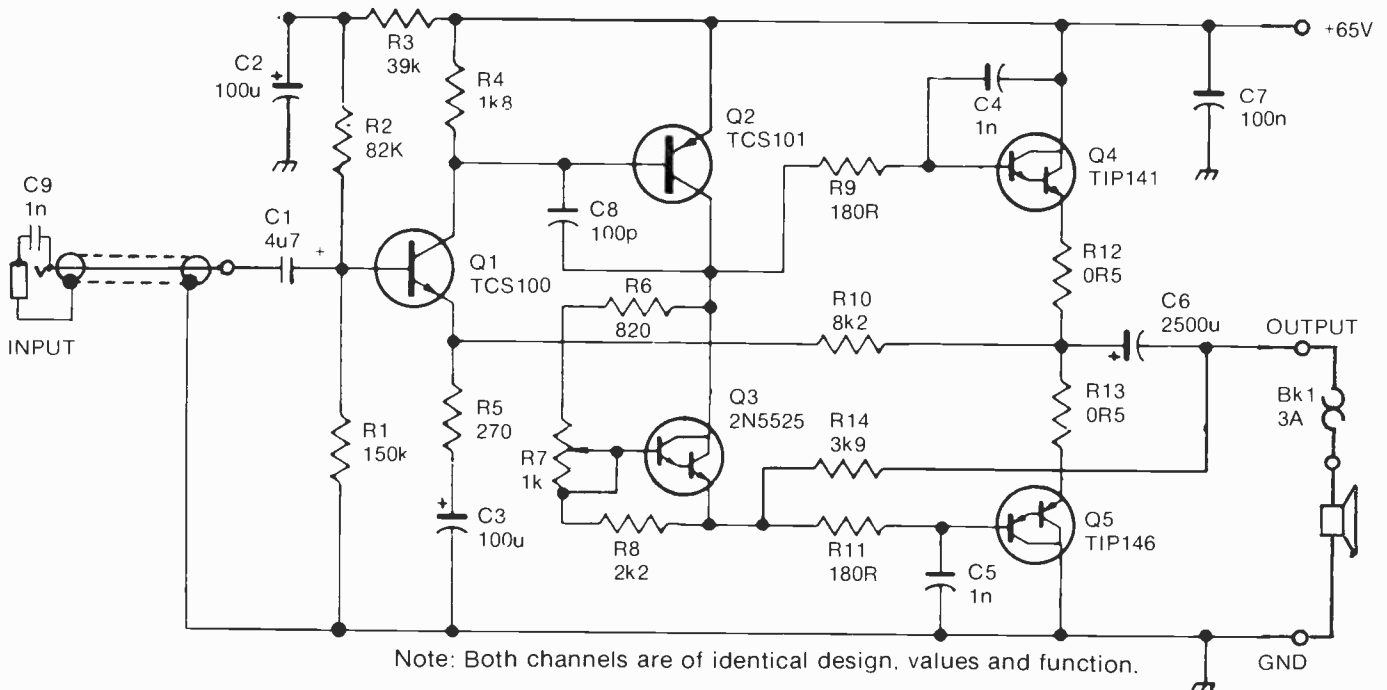 +65V
R3
39k
C2
100u
+
R4
1k8
R2
82K
Q2
TCS101
C4
1n
C7
100n
Q4
TIP141
C9
1n
C1
4u7
+
C8
100p
R9
180R
Q1
TCS100
R12
0R5
R6
820
R10
8k2
C6
2500u
+
OUTPUT
INPUT
R5
270
Q3
2N5525
R13
0R5
Bk1
3A
R1
150k
R7
1k
R14
3k9
+
C3
100u
R8
2k2
R11
180R
Q5
TIP146
C5
1n
Note: Both channels are of identical design, values and function.
GND